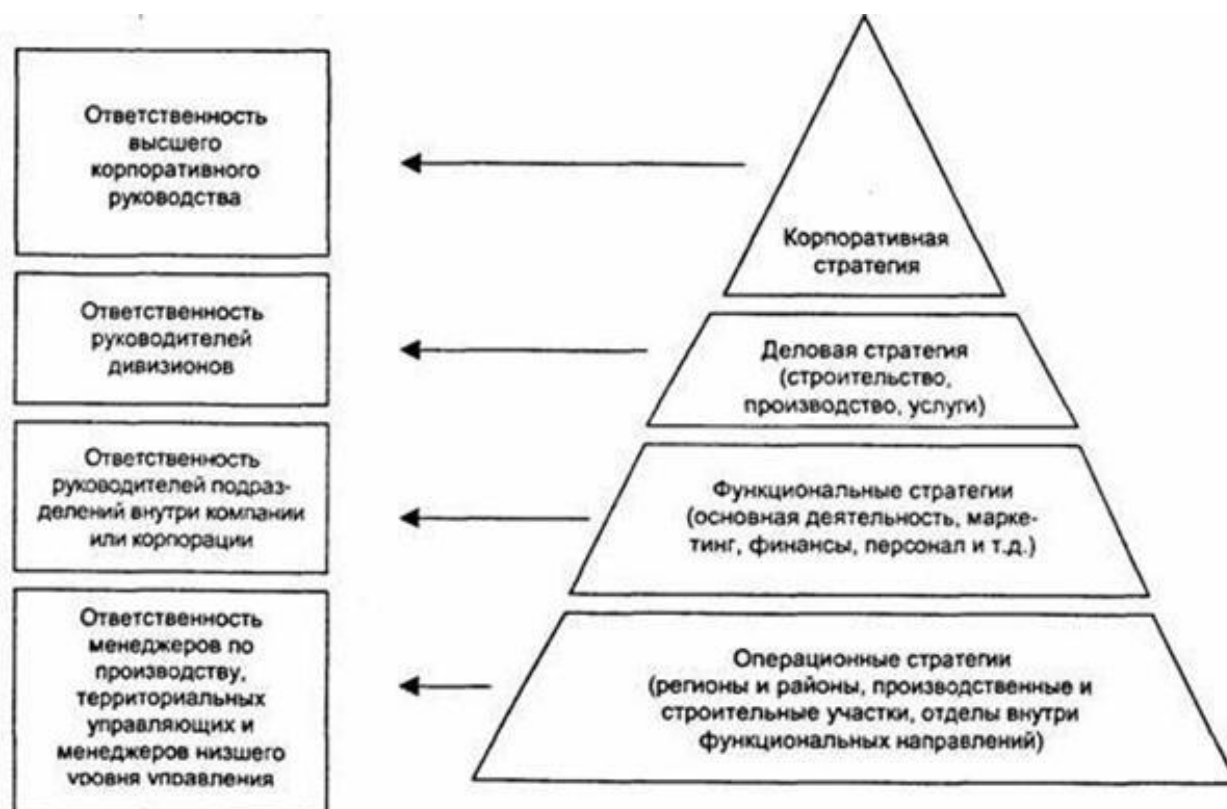 Ответственность
высшего
корпоративного
руководства
Корпоративная
стратегия
Ответственность
руководителей
дивизионов
Деловая стратегия
(строительство,
производство, услуги)
Ответственность
руководителей подраз-
делений внутри компании
или корпорации
Функциональные стратегии
(основная деятельность, марке-
тинг, финансы, персонал и т.д.)
Ответственность
менеджеров по
производству,
территориальных
управляющих и
менеджеров низшего
уровня управления
Операционные стратегии
(регионы и районы, производственные и
строительные участки, отделы внутри
функциональных направлений)